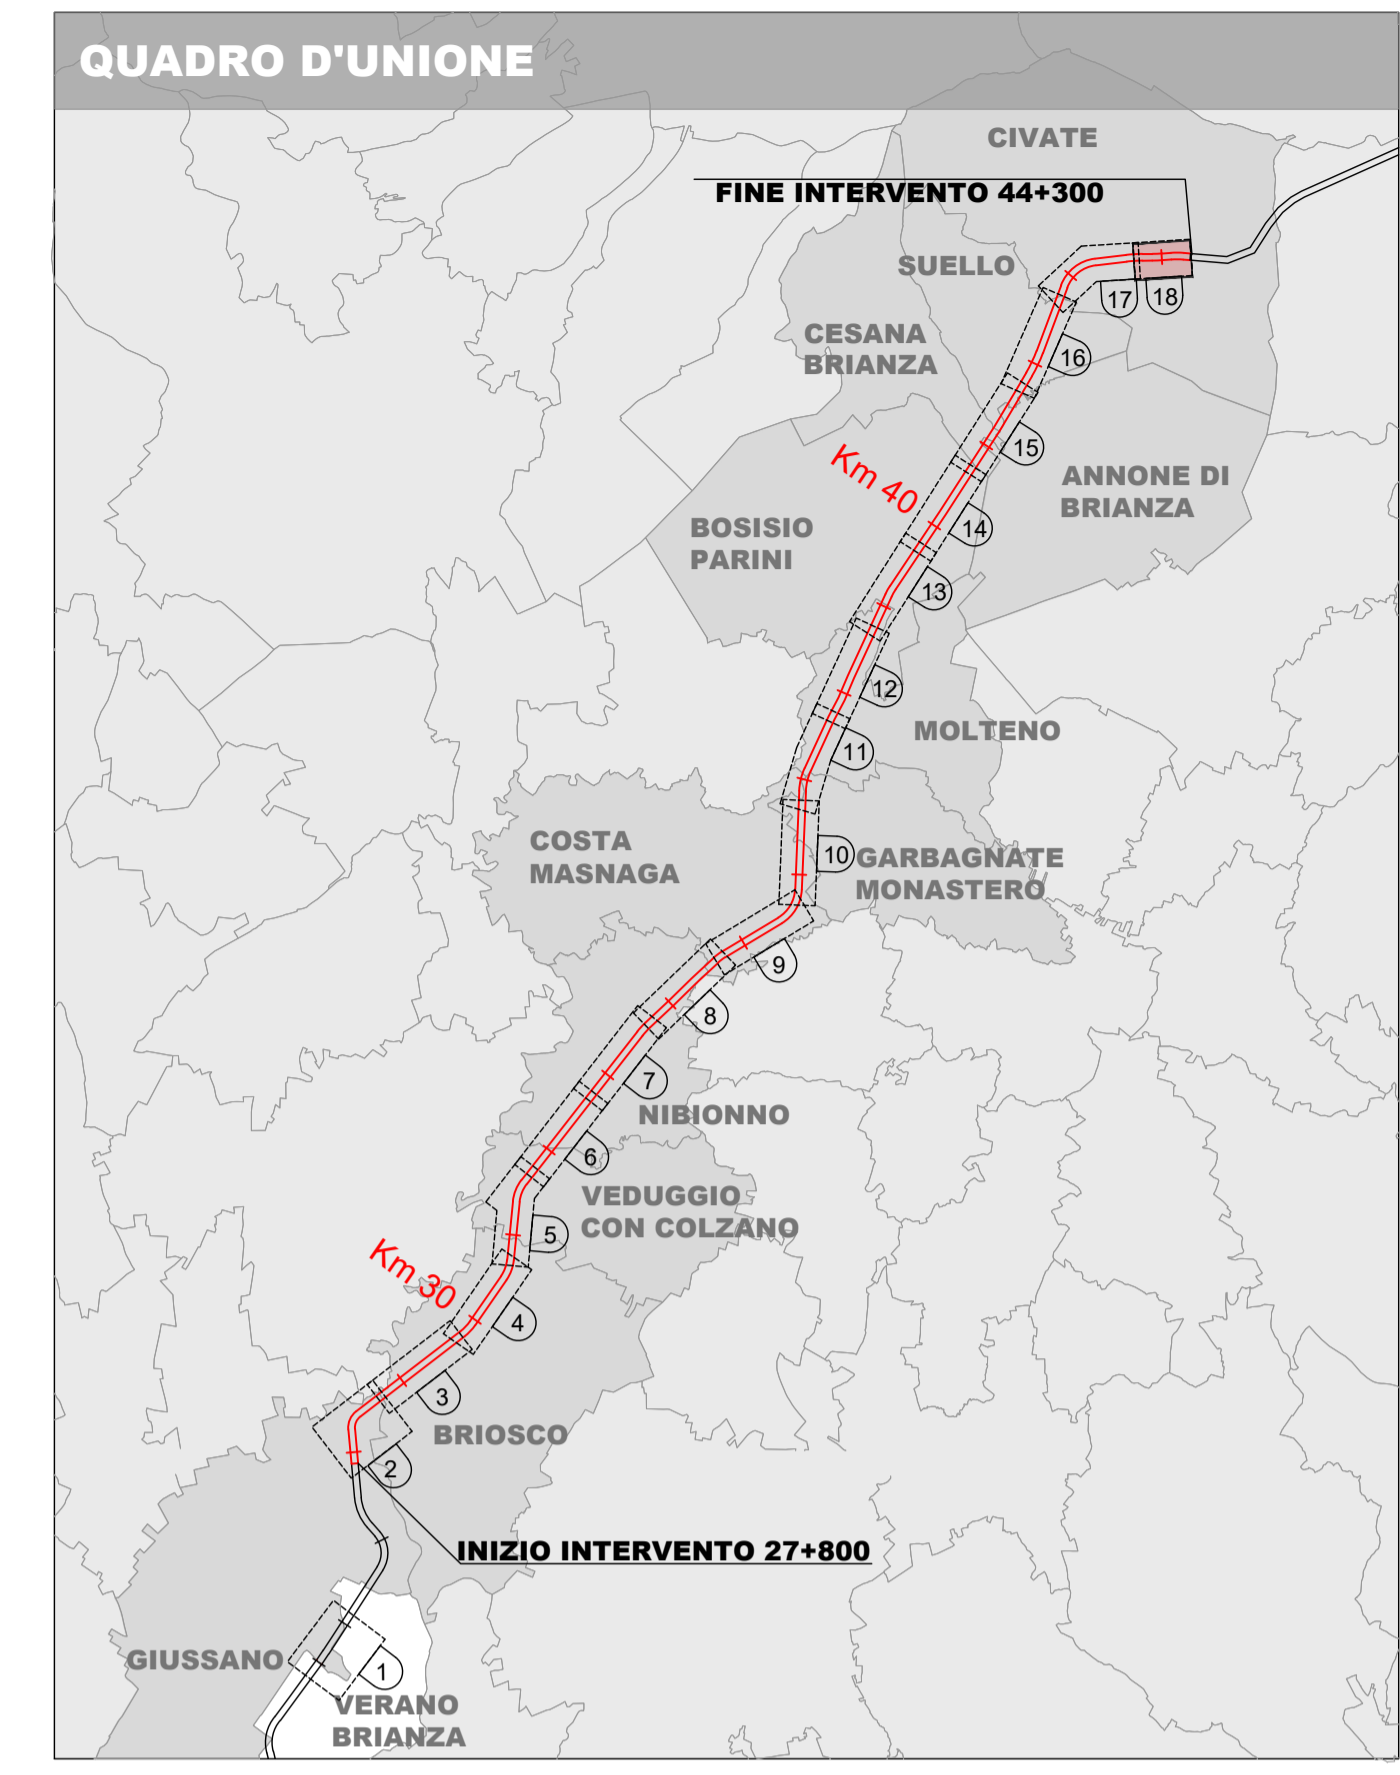 QUADRO D'UNIONE
CIVATE
FINE INTERVENTO 44+300
SUELLO
17
18
CESANA
BRIANZA
16
15
Km 40
ANNONE DI
BRIANZA
BOSISIO
PARINI
14
13
12
MOLTENO
11
COSTA
MASNAGA
10
GARBAGNATE
MONASTERO
9
8
7
NIBIONNO
6
VEDUGGIO
CON COLZANO
5
Km 30
4
3
BRIOSCO
2
INIZIO INTERVENTO 27+800
GIUSSANO
1
VERANO
BRIANZA